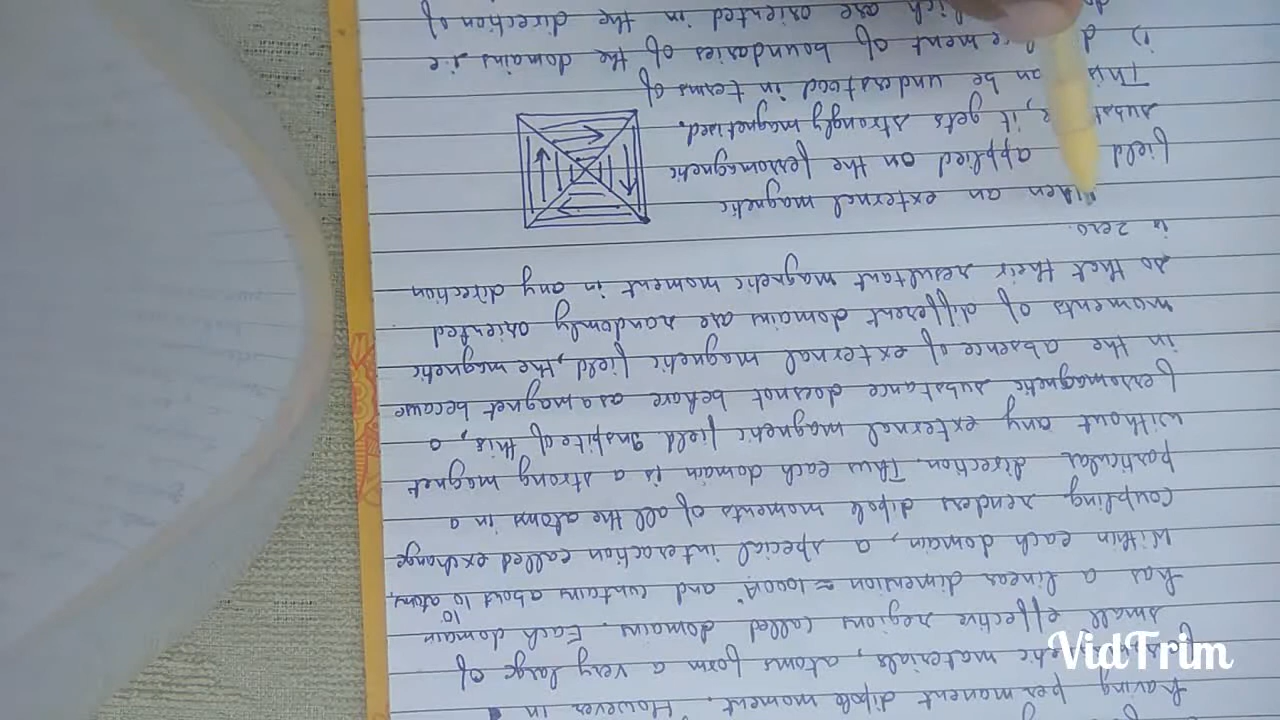 having permanent dipole moment. However in
materials, atoms form a very large of
small effective regions called domains. Each domain
has a linear dimension ≈ 1000A° and contains about 10^10 atoms.
Within each domain, a special interaction called exchange
coupling renders dipole moments of all the atoms in a
particular direction. Thus each domain is a strong magnet
without any external magnetic field. Inspite of this, a
ferromagnetic substance doesnot behave as a magnet because
in the absence of external magnetic field, the magnetic
moments of different domains are randomly oriented
so that their resultant magnetic moment in any direction
is zero.
When an external magnetic
field applied on the ferromagnetic
it gets strongly magnetised.
This can be understood in terms of
i) of boundaries of the domains i.e
are oriented in the direction of
VidTrim